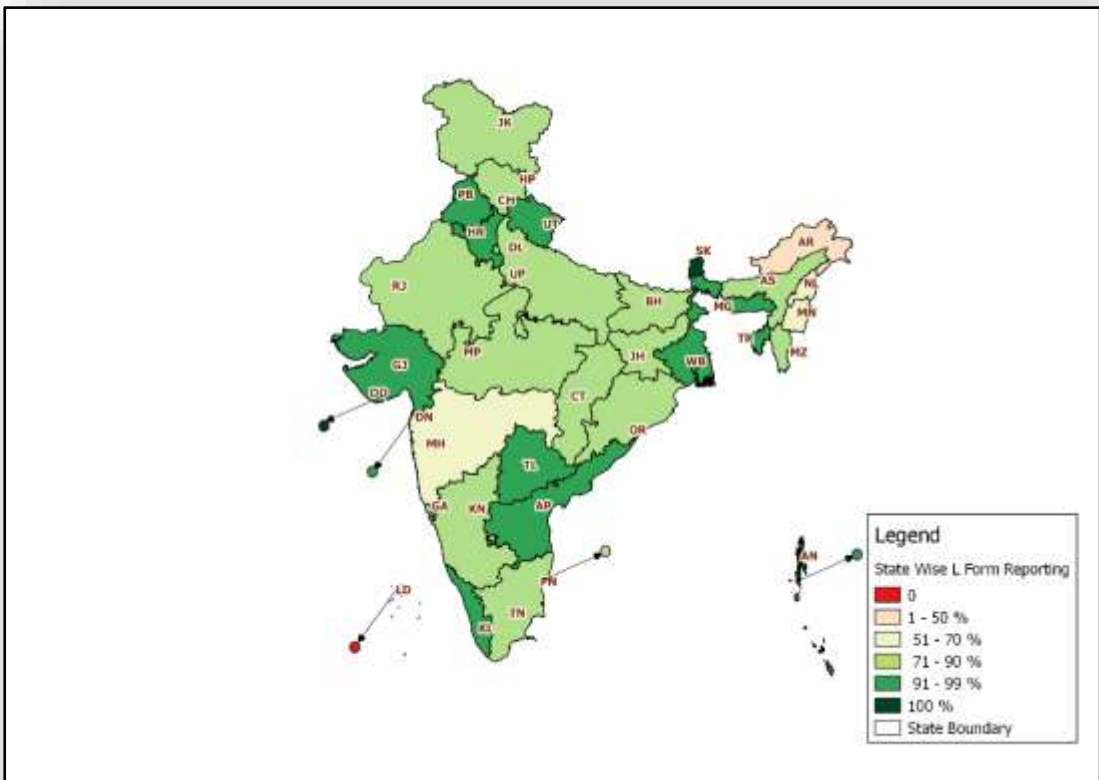 JK
HP
PB
CH
UT
HR
DL
SK
AR
UP
AS
NL
RJ
BH
MG
MN
TR
MP
JH
WB
MZ
GJ
DD
CT
DN
OR
MH
TL
GA
KN
AP
AN
PN
LD
TN
KL
Legend
State Wise L Form Reporting
0
1 - 50 %
51 - 70 %
71 - 90 %
91 - 99 %
100 %
State Boundary